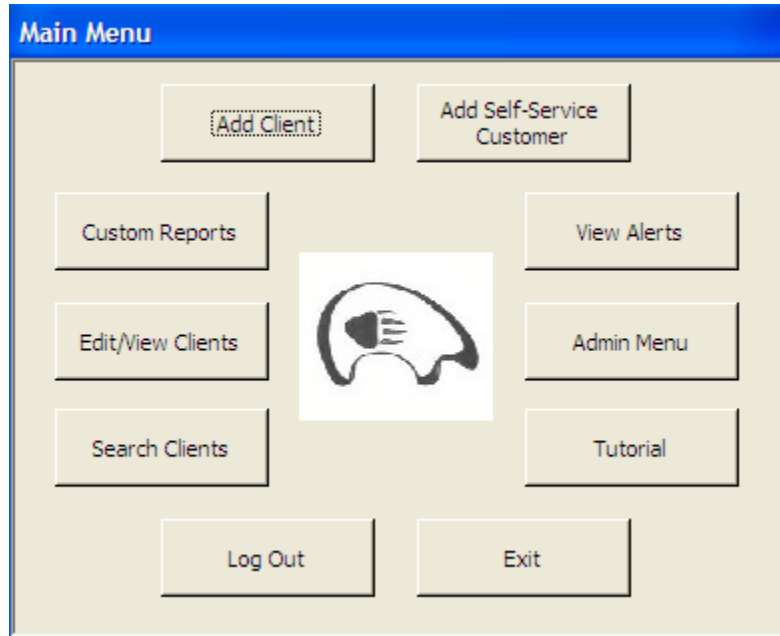 Main Menu
Add Client
Add Self-Service
Customer
Custom Reports
View Alerts
Edit/View Clients
Admin Menu
Search Clients
Tutorial
Log Out
Exit